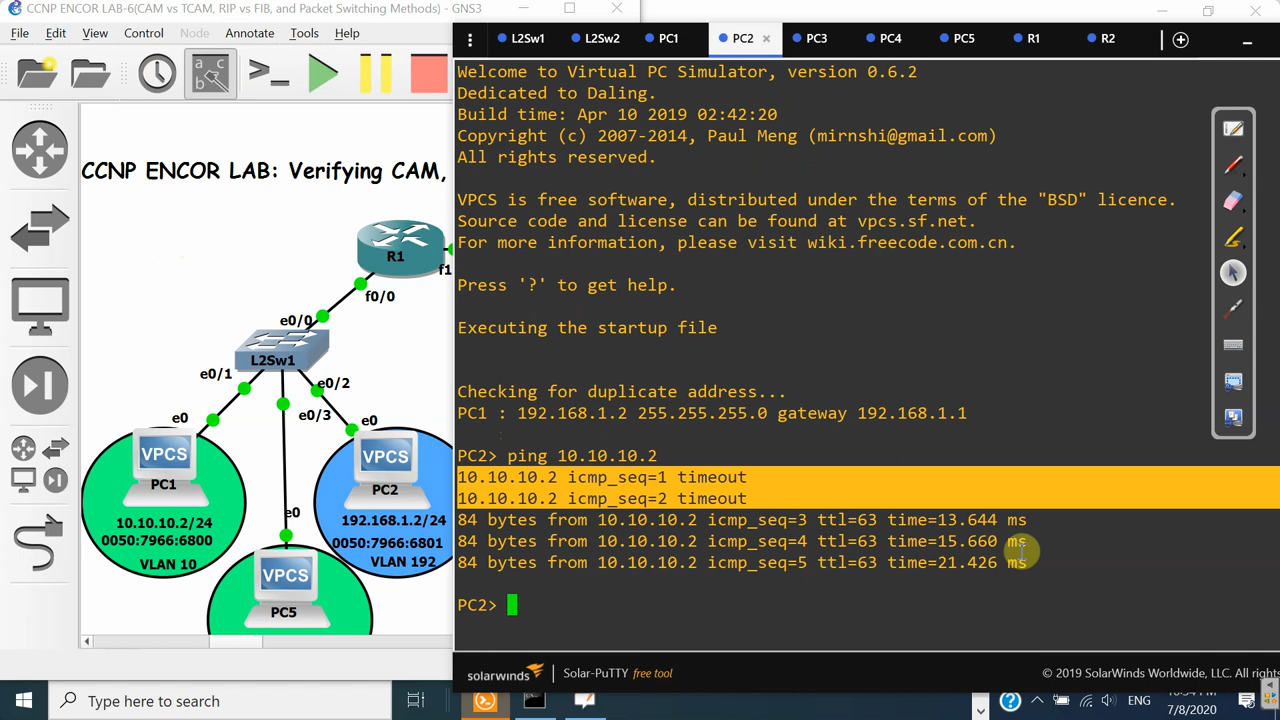 CCNP ENCOR LAB-6(CAM vs TCAM, RIP vs FIB, and Packet Switching Methods) - GNS3
File Edit View Control Node Annotate Tools Help
a c
b
CCNP ENCOR LAB: Verifying CAM,
R1
f0/0
e0/0
L2Sw1
e0/1
e0/2
e0/3
e0
e0
e0
VPCS
PC1
10.10.10.2/24
0050:7966:6800
VLAN 10
VPCS
PC2
192.168.1.2/24
0050:7966:6801
VLAN 192
VPCS
PC5
L2Sw1 L2Sw2 PC1 PC2 PC3 PC4 PC5 R1 R2
Welcome to Virtual PC Simulator, version 0.6.2
Dedicated to Daling.
Build time: Apr 10 2019 02:42:20
Copyright (c) 2007-2014, Paul Meng (mirnshi@gmail.com)
All rights reserved.
VPCS is free software, distributed under the terms of the "BSD" licence.
Source code and license can be found at vpcs.sf.net.
For more information, please visit wiki.freecode.com.cn.
Press '?' to get help.
Executing the startup file
Checking for duplicate address...
PC1 : 192.168.1.2 255.255.255.0 gateway 192.168.1.1
PC2> ping 10.10.10.2
10.10.10.2 icmp_seq=1 timeout
10.10.10.2 icmp_seq=2 timeout
84 bytes from 10.10.10.2 icmp_seq=3 ttl=63 time=13.644 ms
84 bytes from 10.10.10.2 icmp_seq=4 ttl=63 time=15.660 ms
84 bytes from 10.10.10.2 icmp_seq=5 ttl=63 time=21.426 ms
PC2>
solarwinds Solar-PuTTY free tool © 2019 SolarWinds Worldwide, LLC. All rights
Type here to search
ENG
7/8/2020